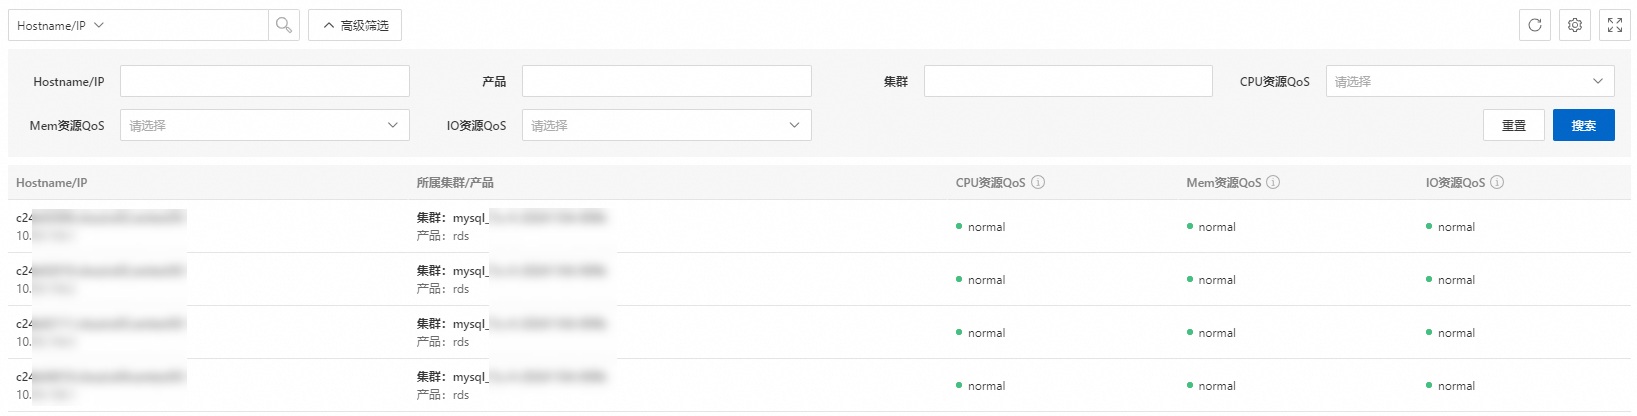 Hostname/IP
高级筛选
Hostname/IP 产品 集群 CPU资源QoS 请选择
Mem资源QoS 请选择 IO资源QoS 请选择 重置 搜索
Hostname/IP 所属集群/产品 CPU资源QoS Mem资源QoS IO资源QoS
c24 集群：mysql_ normal normal normal
10. 产品：rds
c24 集群：mysql_ normal normal normal
10. 产品：rds
c24 集群：mysql_ normal normal normal
10. 产品：rds
c24 集群：mysql_ normal normal normal
10. 产品：rds